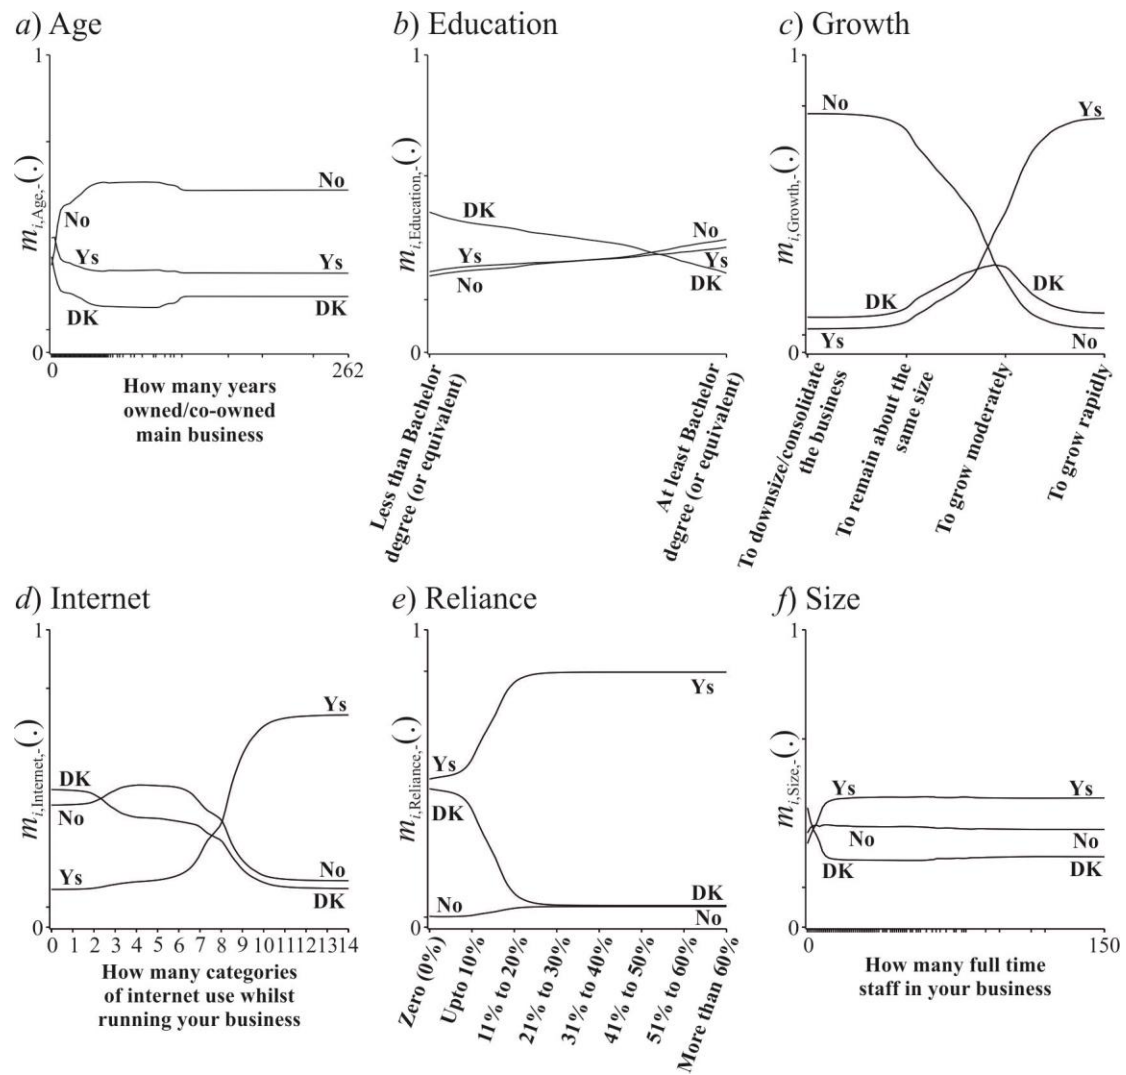 a) Age
1
m i,Age,- (.)
No
No
Ys
Ys
DK
DK
0
0
262
How many years
owned/co-owned
main business
b) Education
1
m i,Education,- (.)
DK
Ys
No
No
Ys
DK
0
Less than Bachelor
degree (or equivalent)
At least Bachelor
degree (or equivalent)
c) Growth
1
m i,Growth,- (.)
No
Ys
DK
DK
Ys
No
0
To downsize/consolidate
the business
To remain about the
same size
To grow moderately
To grow rapidly
d) Internet
1
m i,Internet,- (.)
Ys
DK
No
Ys
No
DK
0
0 1 2 3 4 5 6 7 8 9 10 11 12 13 14
How many categories
of internet use whilst
running your business
e) Reliance
1
m i,Reliance,- (.)
Ys
Ys
DK
No
DK
No
0
Zero (0%)
Upto 10%
11% to 20%
21% to 30%
31% to 40%
41% to 50%
51% to 60%
More than 60%
f) Size
1
m i,Size,- (.)
Ys
Ys
No
No
DK
DK
0
0
150
How many full time
staff in your business